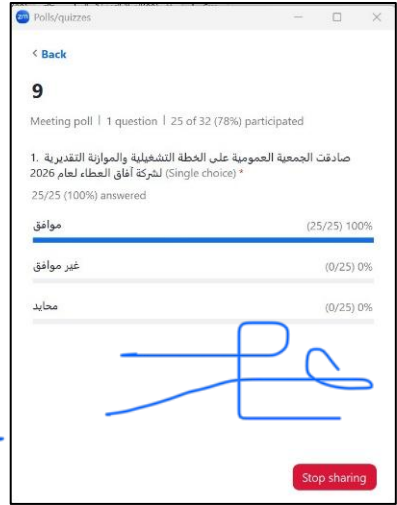 Polls/quizzes
< Back
9
Meeting poll | 1 question | 25 of 32 (78%) participated
1. صادقت الجمعية العمومية على الخطة التشغيلية والموازنة التقديرية
لشركة آفاق العطاء لعام 2026 (Single choice) *
25/25 (100%) answered
موافق (25/25) 100%
غير موافق (0/25) 0%
محايد (0/25) 0%
Stop sharing